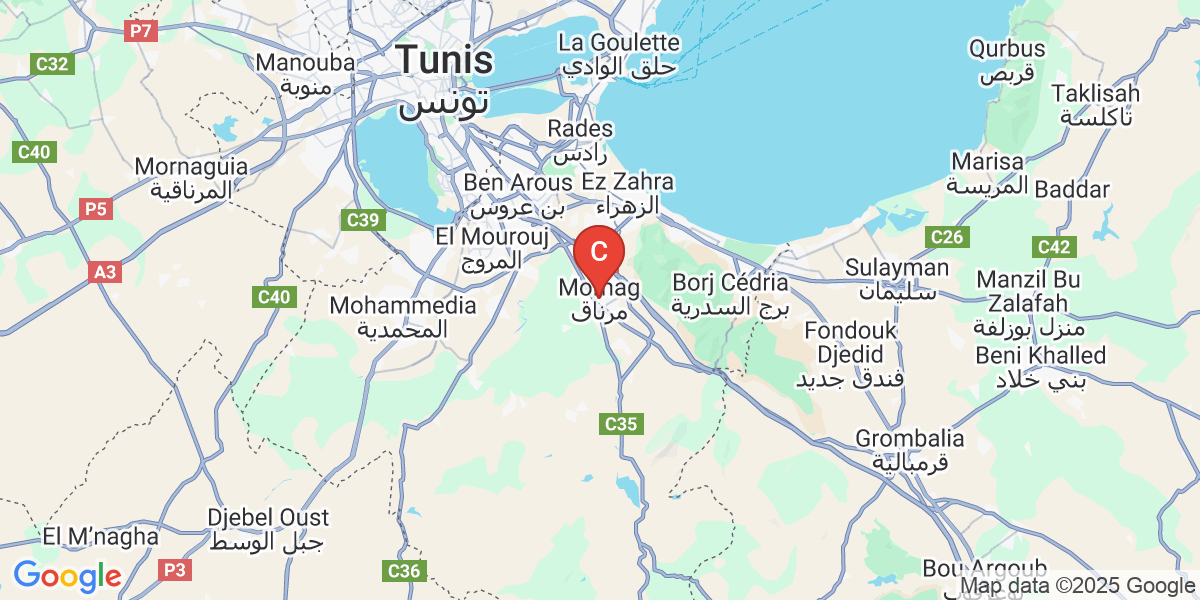 P7
C32
Manouba
منوبة
Tunis
تونس
La Goulette
حلق الوادي
Qurbus
قربص
Taklisah
تاكلسة
C40
Mornaguia
المرناقية
Rades
رادس
Marisa
المريسة
Baddar
P5
C39
Ben Arous
بن عروس
Ez Zahra
الزهراء
C26
C42
El Mourouj
المروج
C
A3
C40
Mohammedia
المحمدية
Mornag
مرناق
Borj Cédria
برج السدرية
Sulayman
سليمان
Manzil Bu
Zalafah
منزل بوزلفة
Fondouk
Djedid
فندق جديد
Beni Khalled
بني خلاد
C35
Grombalia
قرمبالية
Djebel Oust
جبل الوسط
El M'nagha
P3
C36
Bou Argoub
Google
Map data ©2025 Google